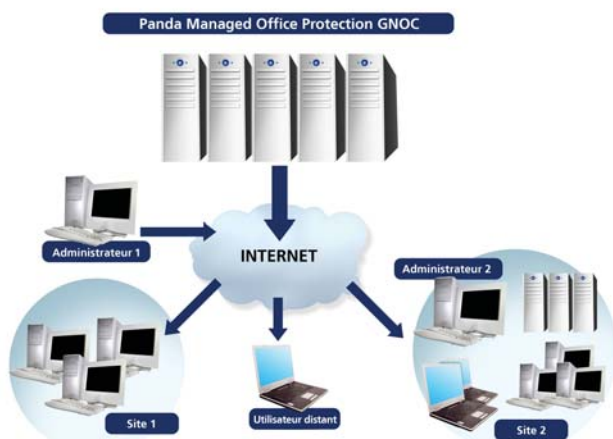 Panda Managed Office Protection GNOC
Administrateur 1
INTERNET
Administrateur 2
Site 1
Utilisateur distant
Site 2